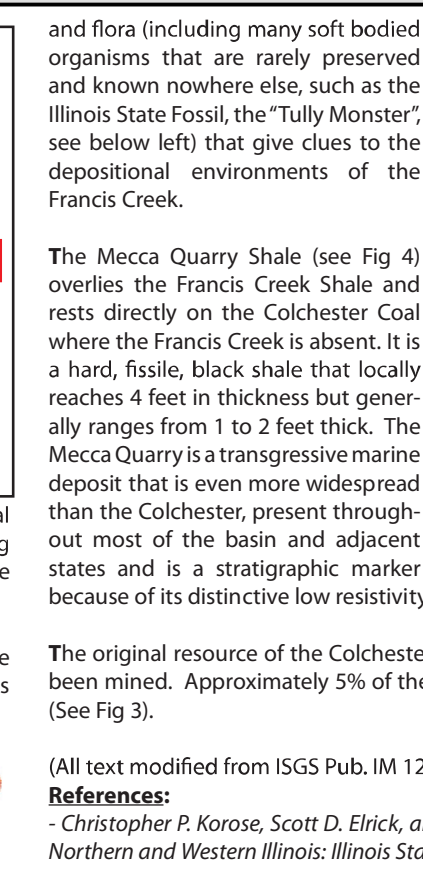 and flora (including many soft bodied
organisms that are rarely preserved
and known nowhere else, such as the
Illinois State Fossil, the “Tully Monster”,
see below left) that give clues to the
depositional environments of the
Francis Creek.
The Mecca Quarry Shale (see Fig 4)
overlies the Francis Creek Shale and
rests directly on the Colchester Coal
where the Francis Creek is absent. It is
a hard, fissile, black shale that locally
reaches 4 feet in thickness but gener-
ally ranges from 1 to 2 feet thick. The
Mecca Quarry is a transgressive marine
deposit that is even more widespread
than the Colchester, present through-
out most of the basin and adjacent
states and is a stratigraphic marker
because of its distinctive low resistivity
The original resource of the Colcheste
been mined. Approximately 5% of the
(See Fig 3).
(All text modified from ISGS Pub. IM 12
References:
- Christopher P. Korose, Scott D. Elrick, a
Northern and Western Illinois: Illinois Sta